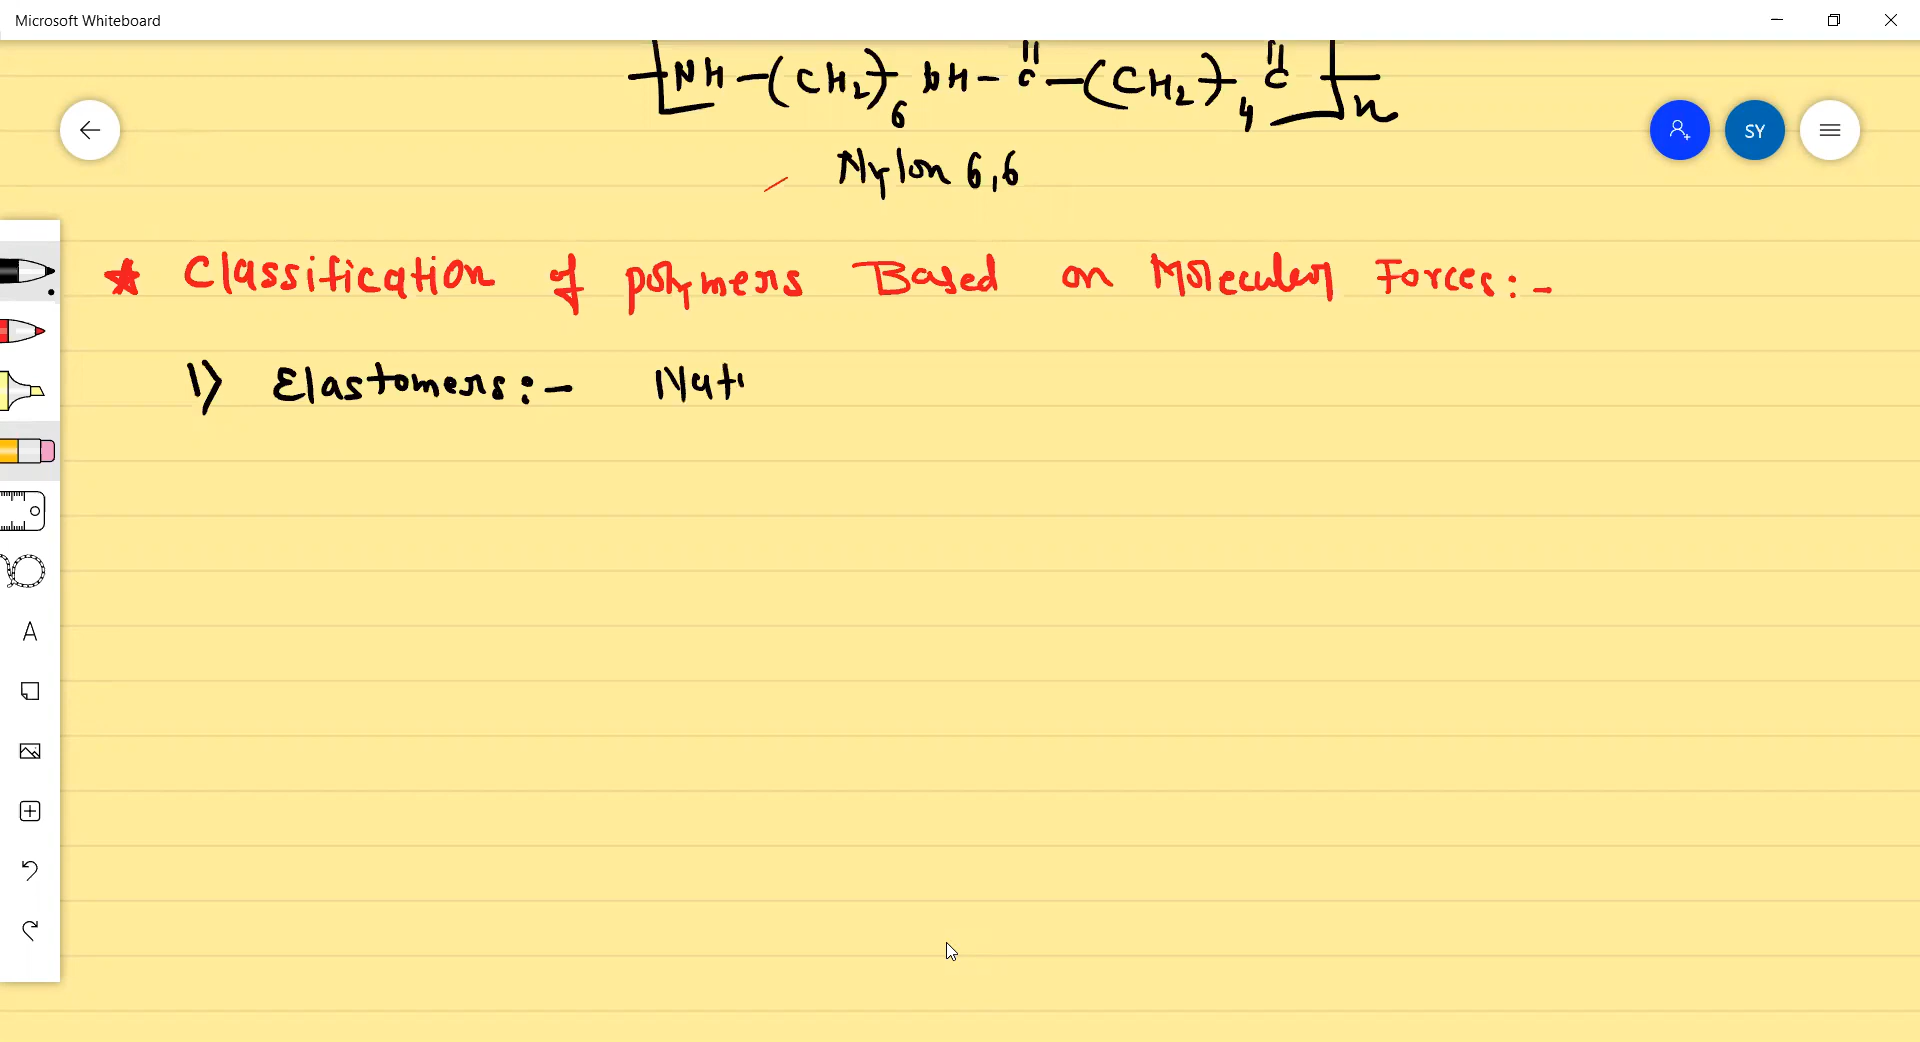 Microsoft Whiteboard
[NH-(CH2)6 NH-C-(CH2)4 C]n
Nylon 6,6
SY
★ Classification of polymers Based on Molecular Forces:-
1) Elastomers:- Nat
A